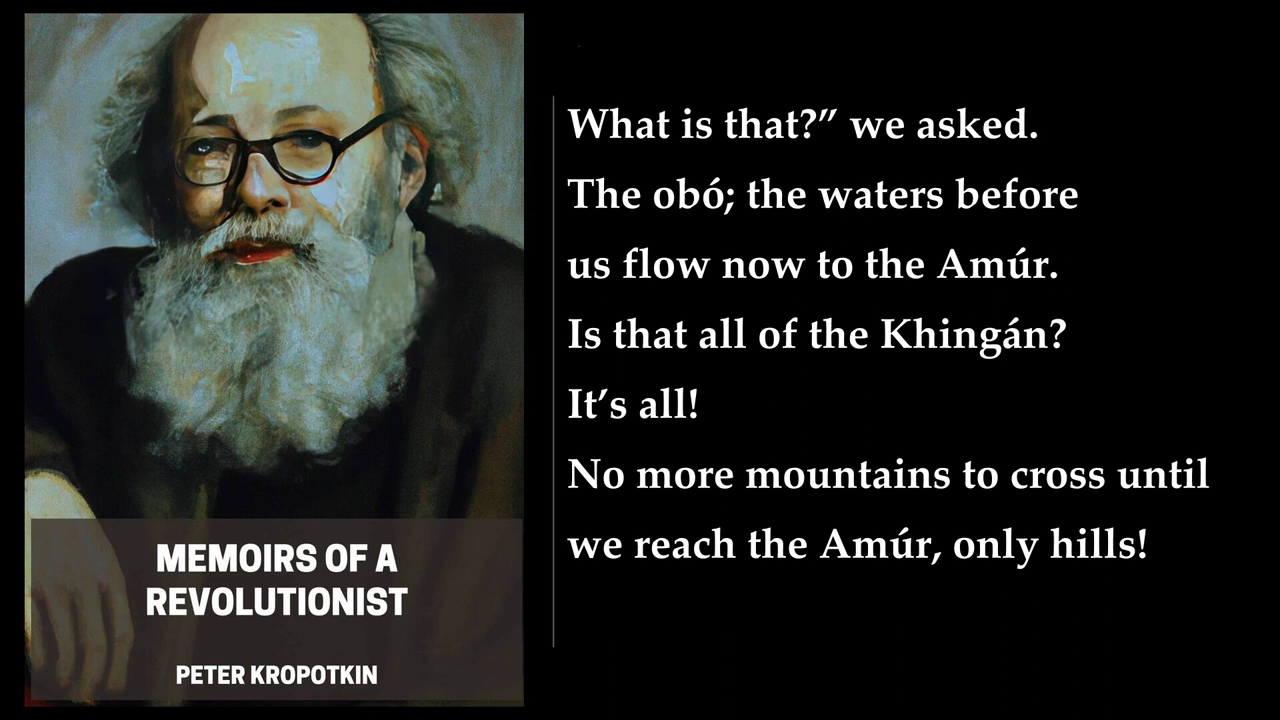 MEMOIRS OF A
REVOLUTIONIST
PETER KROPOTKIN
What is that?” we asked.
The obó; the waters before
us flow now to the Amúr.
Is that all of the Khingán?
It’s all!
No more mountains to cross until
we reach the Amúr, only hills!